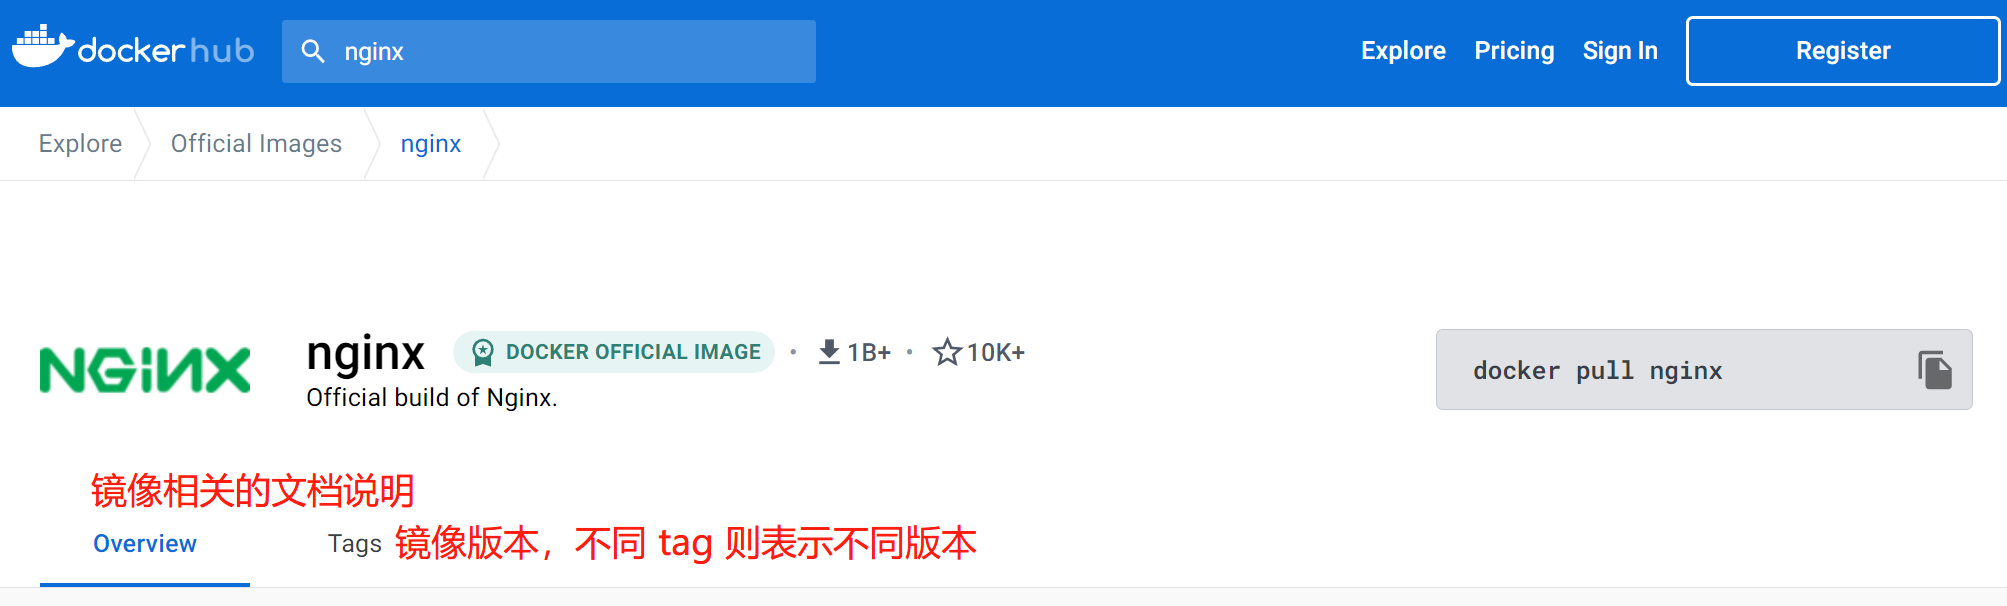 docker hub
nginx
Explore Pricing Sign In Register
Explore Official Images nginx
NGINX
nginx DOCKER OFFICIAL IMAGE • 1B+ • 10K+
Official build of Nginx.
docker pull nginx
镜像相关的文档说明
Overview Tags 镜像版本，不同 tag 则表示不同版本